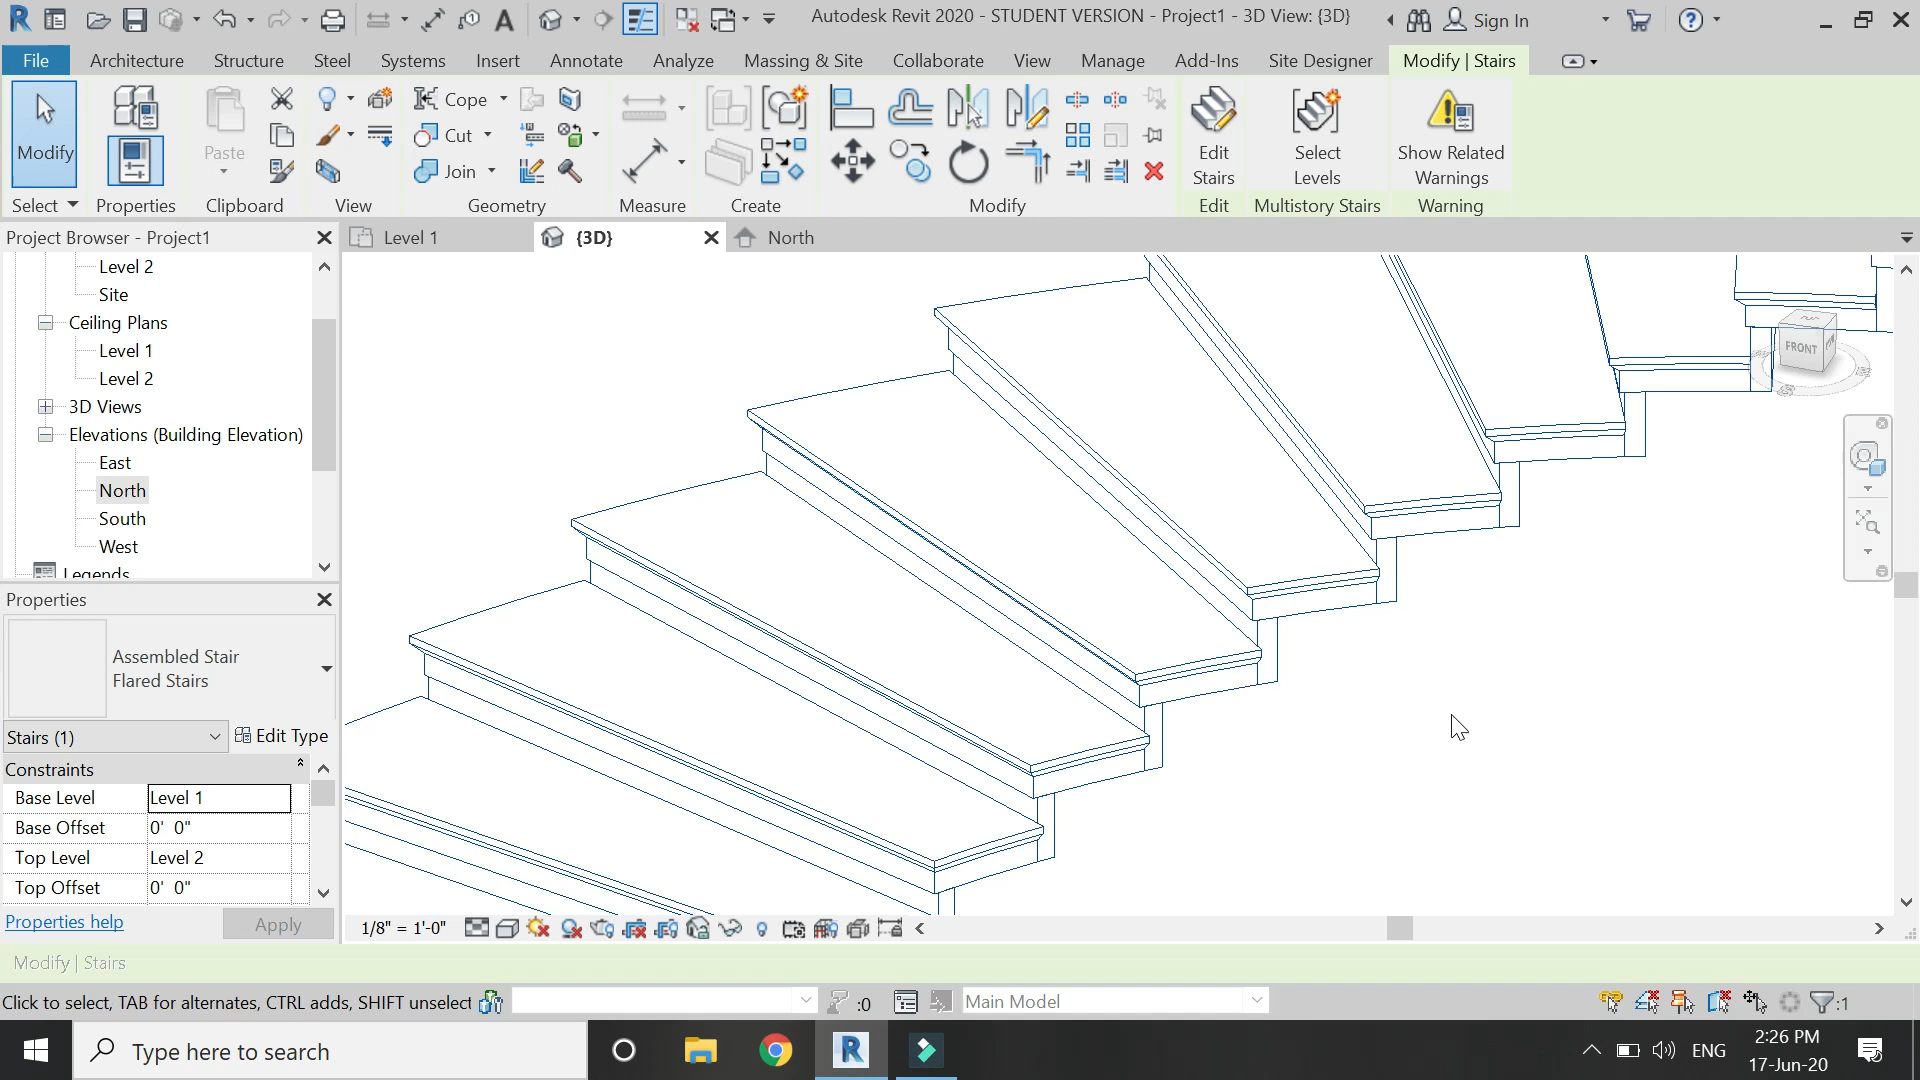 Autodesk Revit 2020 - STUDENT VERSION - Project1 - 3D View: {3D}
Sign In
File Architecture Structure Steel Systems Insert Annotate Analyze Massing & Site Collaborate View Manage Add-Ins Site Designer Modify | Stairs
Modify
Paste
Cope
Cut
Join
Edit
Stairs
Select
Levels
Show Related
Warnings
Select Properties Clipboard View Geometry Measure Create Modify Edit Multistory Stairs Warning
Project Browser - Project1
Level 1
{3D}
North
Level 2
Site
Ceiling Plans
Level 1
Level 2
3D Views
Elevations (Building Elevation)
East
North
South
West
Legends
FRONT
Properties
Assembled Stair
Flared Stairs
Stairs (1)
Edit Type
Constraints
Base Level Level 1
Base Offset 0' 0"
Top Level Level 2
Top Offset 0' 0"
Properties help
Apply
1/8" = 1'-0"
Modify | Stairs
Click to select, TAB for alternates, CTRL adds, SHIFT unselect
:0
Main Model
:1
Type here to search
ENG
2:26 PM
17-Jun-20